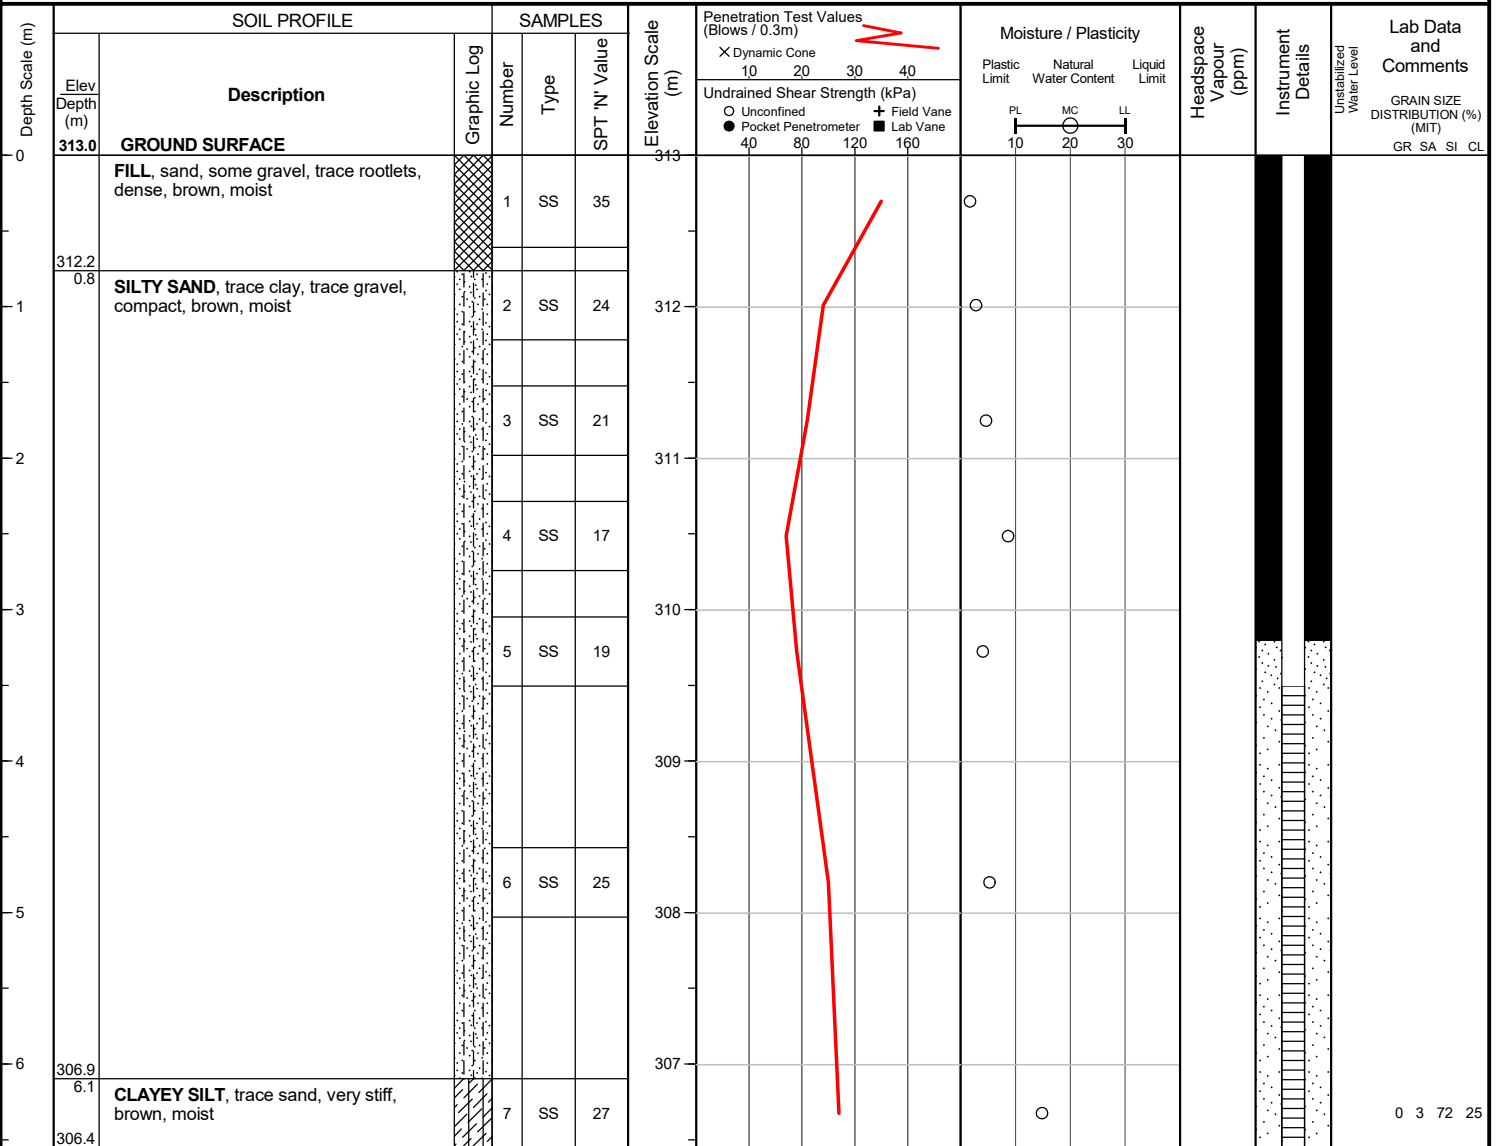 SOIL PROFILE
SAMPLES
Depth Scale (m)
Elev
Depth
(m)
313.0
Description
GROUND SURFACE
Graphic Log
Number
Type
SPT 'N' Value
Elevation Scale
(m)
Penetration Test Values
(Blows / 0.3m)
Dynamic Cone
10 20 30 40
Undrained Shear Strength (kPa)
Unconfined Field Vane
Pocket Penetrometer Lab Vane
40 80 120 160
Moisture / Plasticity
Plastic Natural Liquid
Limit Water Content Limit
PL MC LL
10 20 30
Headspace
Vapour
(ppm)
Instrument
Details
Unstabilized
Water Level
Lab Data
and
Comments
GRAIN SIZE
DISTRIBUTION (%)
(MIT)
GR SA SI CL
0 313
FILL, sand, some gravel, trace rootlets,
dense, brown, moist
1 SS 35
312.2
0.8
SILTY SAND, trace clay, trace gravel,
compact, brown, moist
1 2 SS 24 312
3 SS 21
2 311
4 SS 17
3 310
5 SS 19
4 309
6 SS 25
5 308
6 307
306.9
6.1
CLAYEY SILT, trace sand, very stiff,
brown, moist
7 SS 27 0 3 72 25
306.4